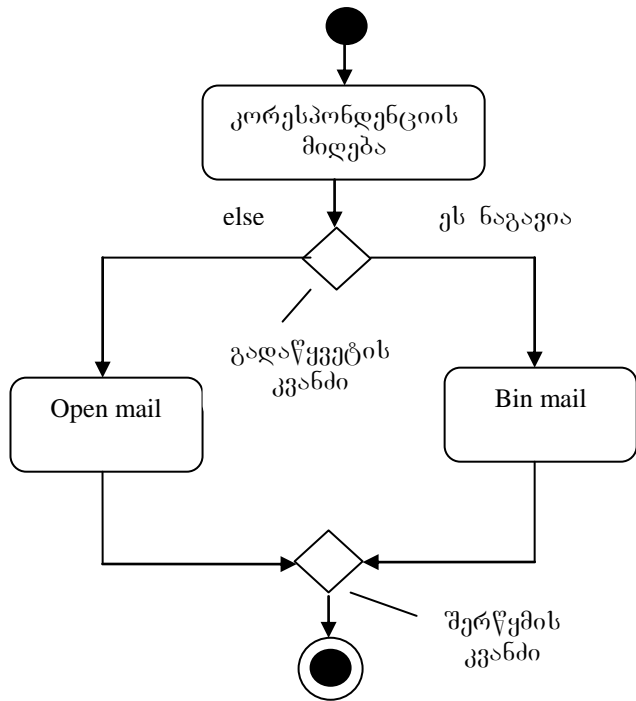 კორესპონდენციის
მიღება
else
ეს ნაგავია
გადაწყვეტის
კვანძი
Open mail
Bin mail
შერწყმის
კვანძი